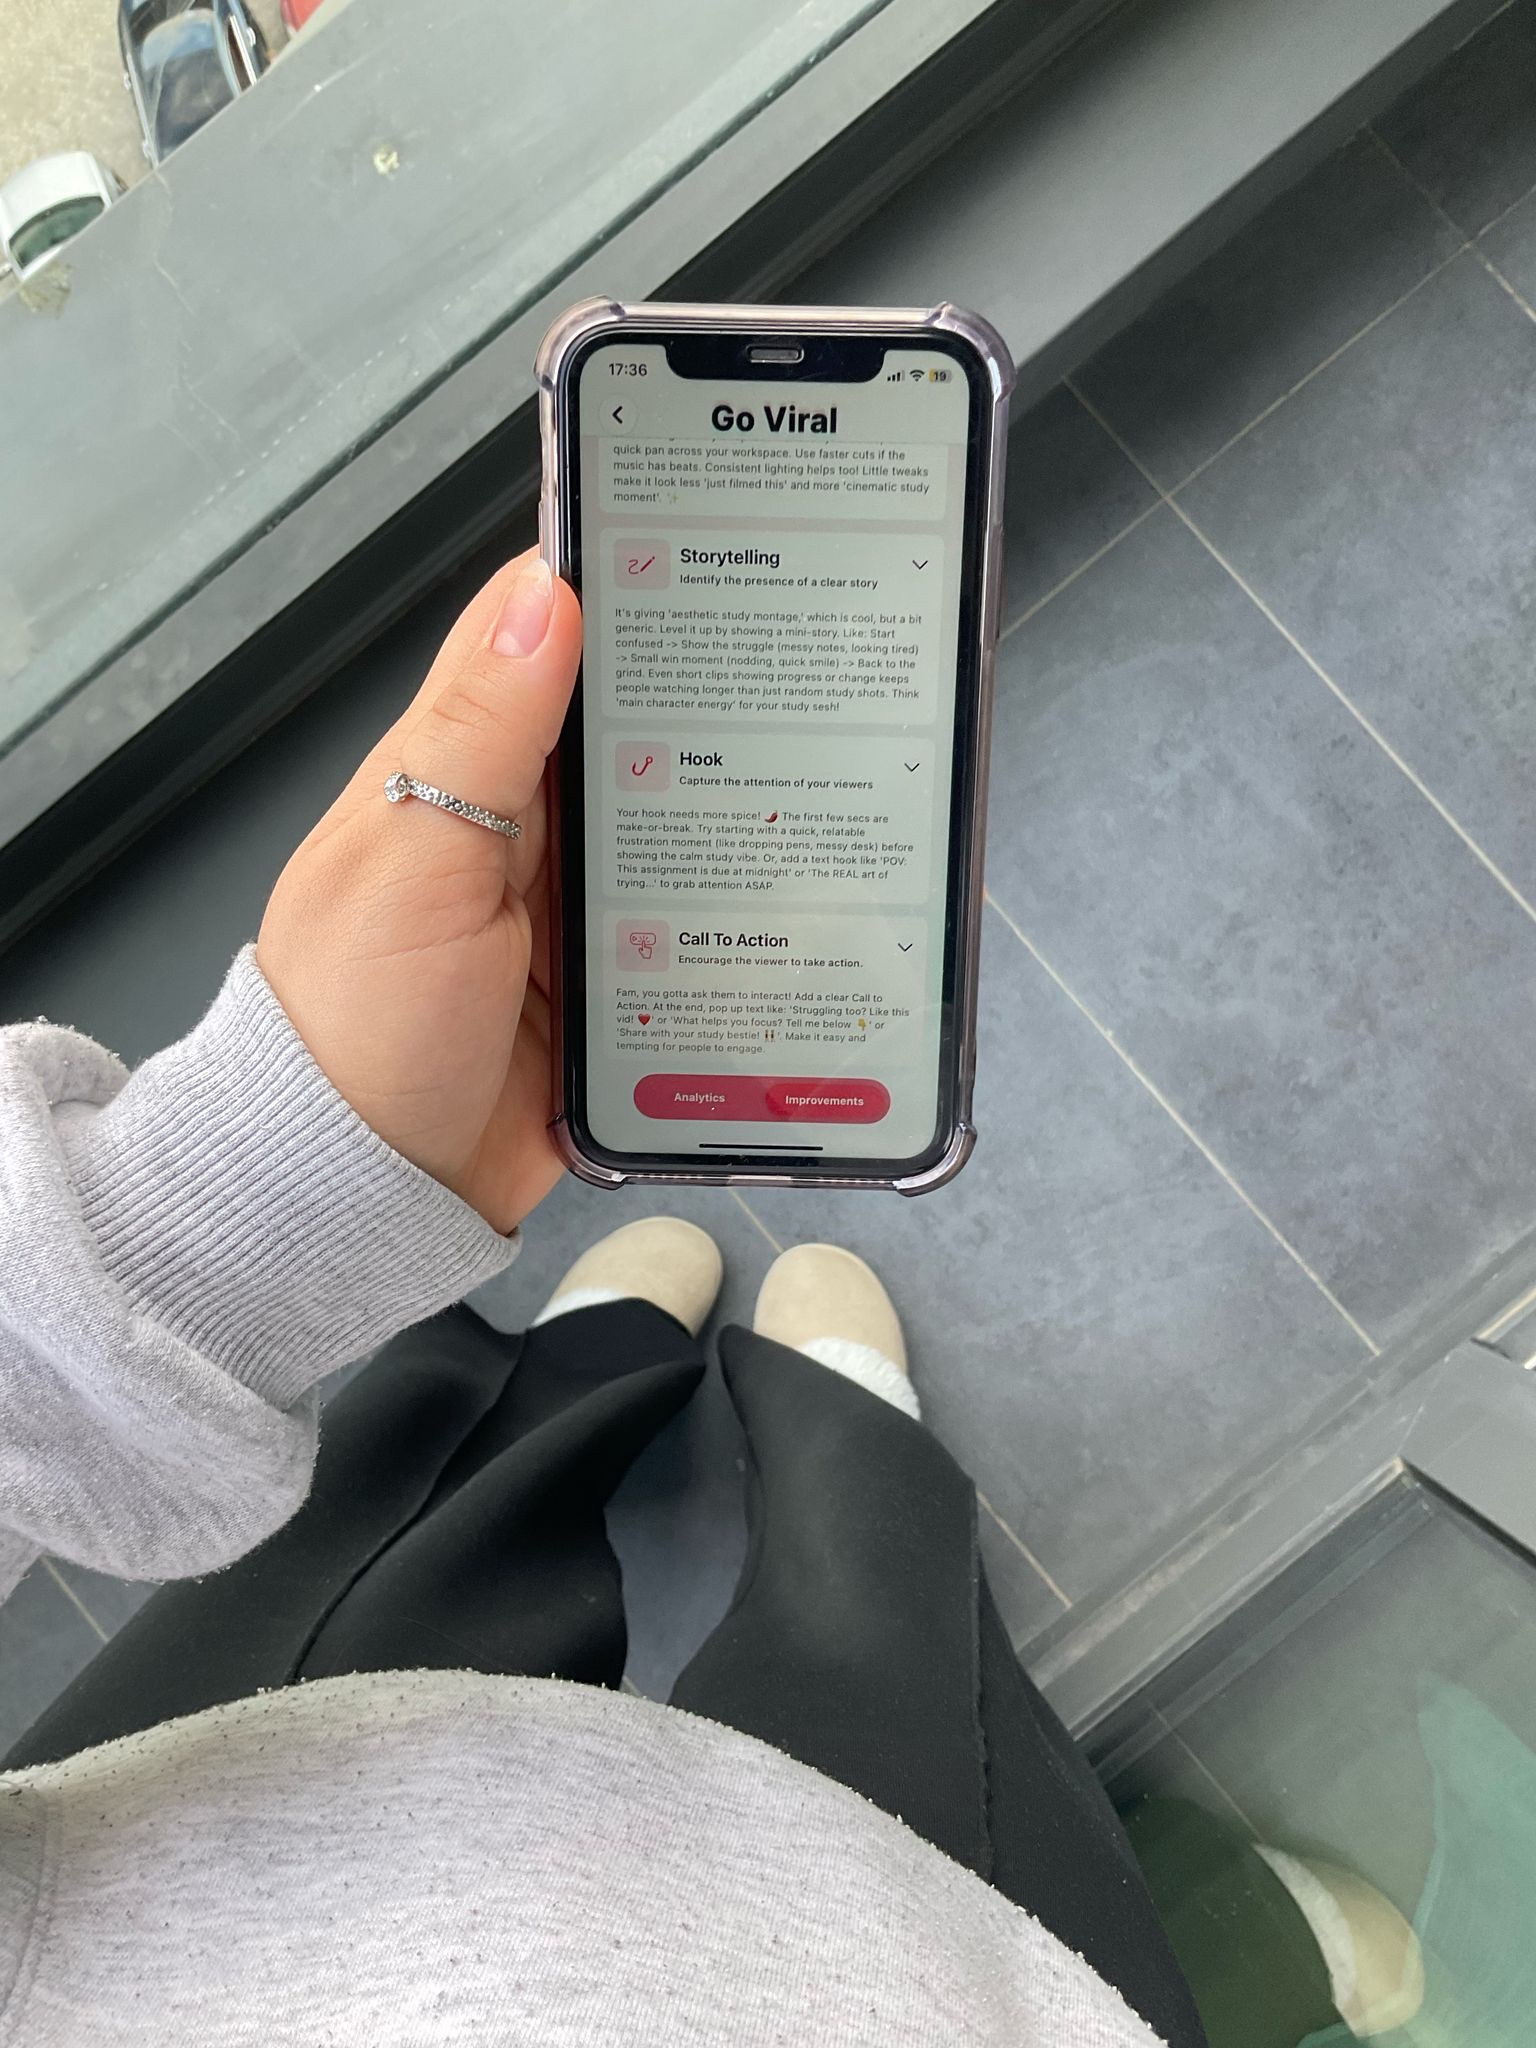 17:36
19
Go Viral
quick pan across your workspace. Use faster cuts if the
music has beats. Consistent lighting helps too! Little tweaks
make it look less 'just filmed this' and more 'cinematic study
moment'. ✨
Storytelling
Identify the presence of a clear story
It's giving 'aesthetic study montage,' which is cool, but a bit
generic. Level it up by showing a mini-story. Like: Start
confused -> Show the struggle (messy notes, looking tired)
-> Small win moment (nodding, quick smile) -> Back to the
grind. Even short clips showing progress or change keeps
people watching longer than just random study shots. Think
'main character energy' for your study sesh!
Hook
Capture the attention of your viewers
Your hook needs more spice! 🌶️ The first few secs are
make-or-break. Try starting with a quick, relatable
frustration moment (like dropping pens, messy desk) before
showing the calm study vibe. Or, add a text hook like 'POV:
This assignment is due at midnight' or 'The REAL art of
trying...' to grab attention ASAP.
Call To Action
Encourage the viewer to take action.
Fam, you gotta ask them to interact! Add a clear Call to
Action. At the end, pop up text like: 'Struggling too? Like this
vid! ❤️' or 'What helps you focus? Tell me below 👇' or
'Share with your study bestie! 👯'. Make it easy and
tempting for people to engage.
Analytics
Improvements